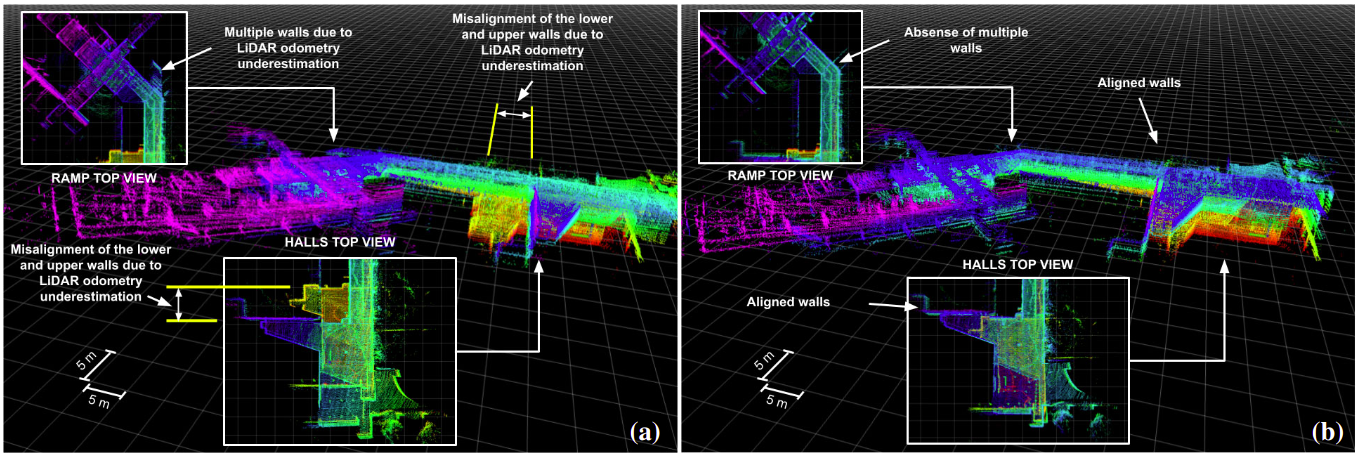 Multiple walls due to
LiDAR odometry
underestimation
Misalignment of the lower
and upper walls due to
LiDAR odometry
underestimation
RAMP TOP VIEW
HALLS TOP VIEW
Misalignment of the lower
and upper walls due to
LiDAR odometry
underestimation
5 m
5 m
(a)
Absense of multiple
walls
Aligned walls
RAMP TOP VIEW
HALLS TOP VIEW
Aligned walls
5 m
5 m
(b)